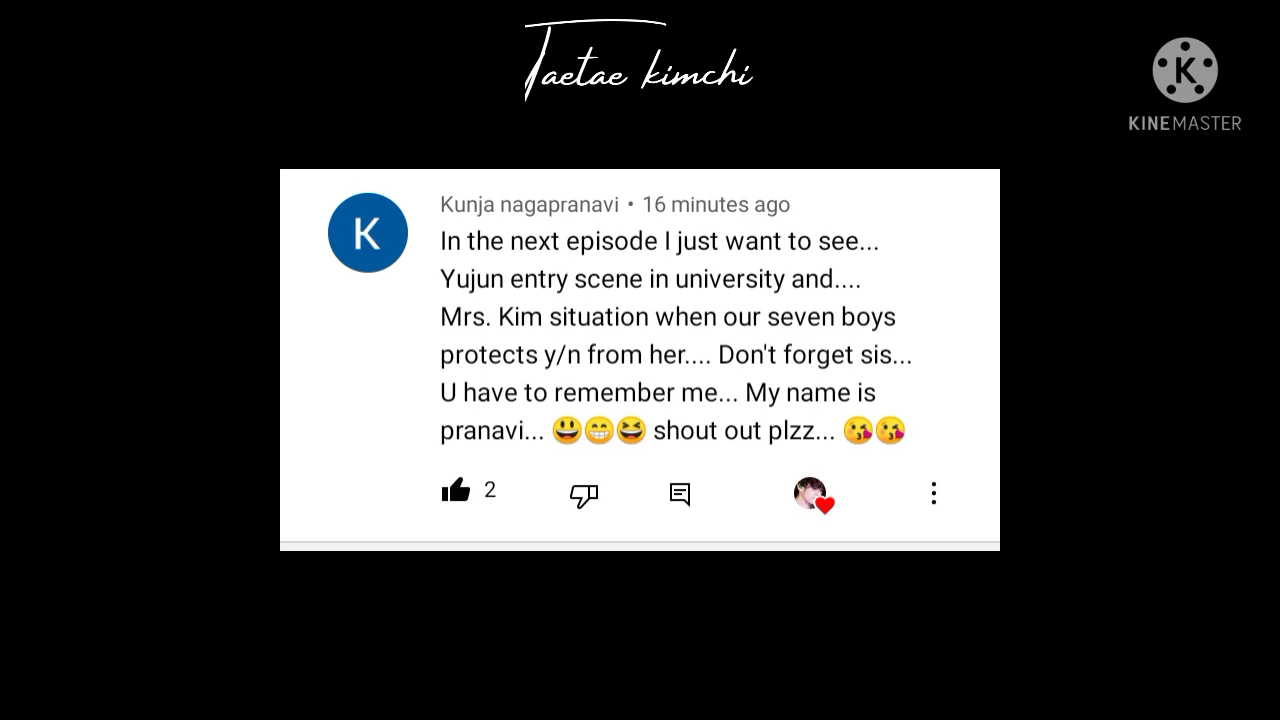 Taetae kimchi
K
KINEMASTER
K
Kunja nagapranavi • 16 minutes ago
In the next episode I just want to see...
Yujun entry scene in university and....
Mrs. Kim situation when our seven boys
protects y/n from her.... Don't forget sis...
U have to remember me... My name is
pranavi... 😃😁😆 shout out plzz... 😘😘
2